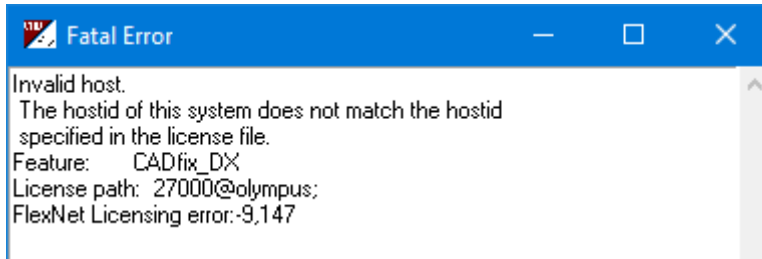 Fatal Error
Invalid host.
The hostid of this system does not match the hostid
specified in the license file.
Feature: CADfix_DX
License path: 27000@olympus;
FlexNet Licensing error:-9,147